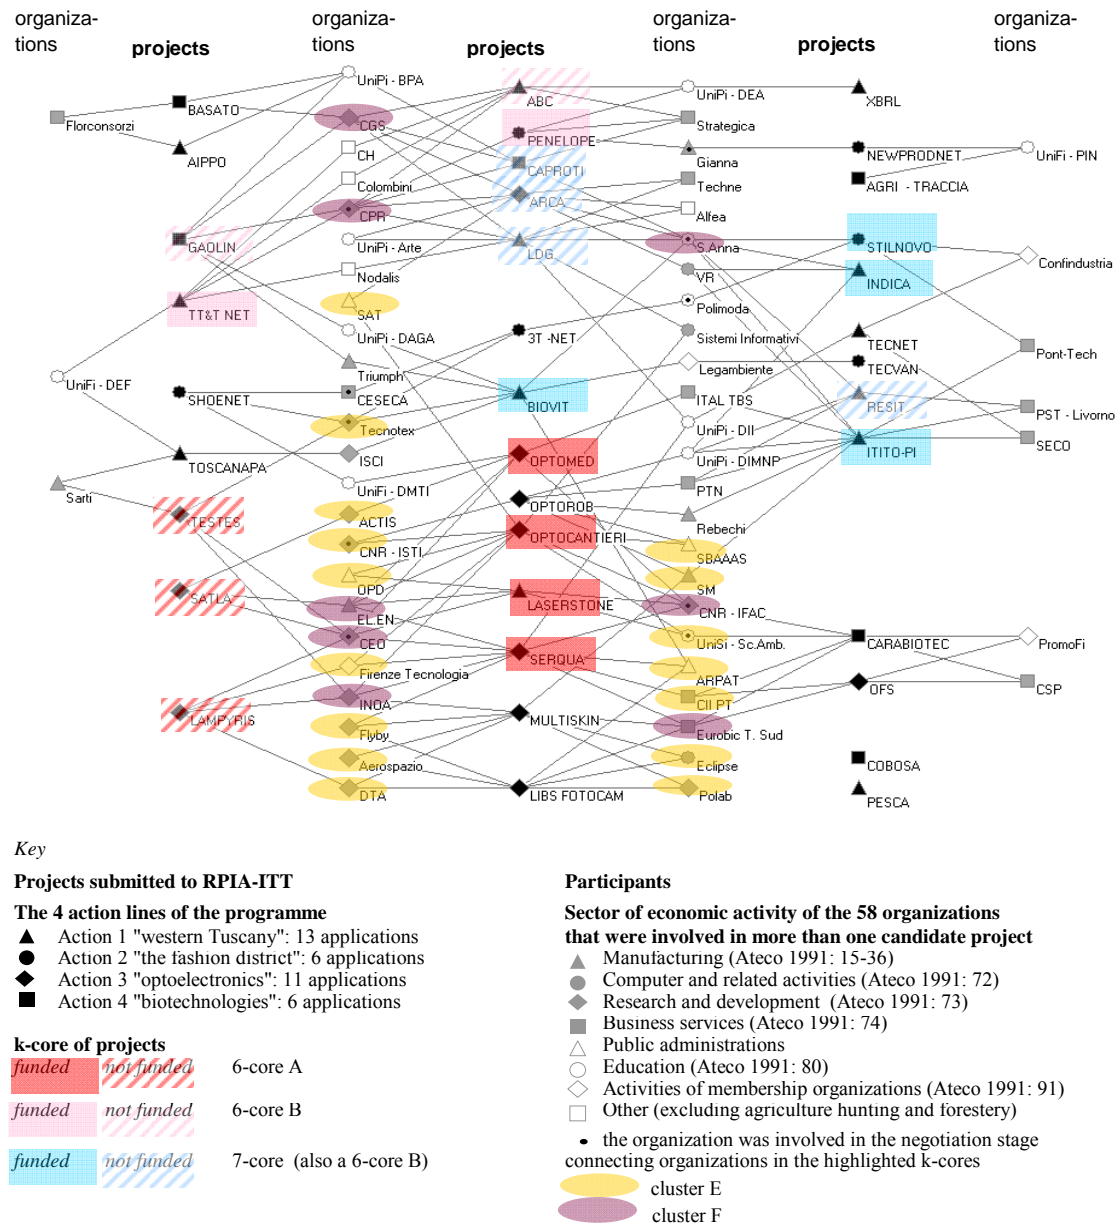 organiza-
tions
projects
organiza-
tions
projects
organiza-
tions
projects
organiza-
tions
Florconsorzi
UniFi - DEF
Sarti
BASATO
AIPPO
GAOLIN
TT&T NET
SHOENET
TOSCANAPA
TESTES
SATLA
LAMPYRIS
UniPi - BPA
CGS
CH
Colombini
CPR
UniPi - Arte
Nodalis
SAT
UniPi - DAGA
Triumph
CESECA
Tecnotex
ISCI
UniFi - DMTI
ACTIS
CNR - ISTI
OPD
EL.EN
CEO
Firenze Tecnologia
INOA
Flyby
Aerospazio
DTA
ABC
PENELOPE
CAPROTI
ARCA
LDG
3T -NET
BIOVIT
OPTOMED
OPTOROB
OPTOCANTIERI
LASERSTONE
SERQUA
MULTISKIN
LIBS FOTOCAM
UniPi - DEA
Strategica
Gianna
Techne
Alfea
S.Anna
VR
Polimoda
Sistemi Informativi
Legambiente
ITAL TBS
UniPi - DII
UniPi - DIMNP
PTN
Rebechi
SBAAAS
SM
CNR - IFAC
UniSi - Sc.Amb.
ARPAT
CII PT
Eurobic T. Sud
Eclipse
Polab
XBRL
NEWPRODNET
AGRI - TRACCIA
STILNOVO
INDICA
TECNET
TECVAN
RESIT
ITITO-PI
CARABIOTEC
OFS
COBOSA
PESCA
UniFi - PIN
Confindustria
Pont-Tech
PST - Livorno
SECO
PromoFi
CSP
Key
Projects submitted to RPIA-ITT
The 4 action lines of the programme
Action 1 "western Tuscany": 13 applications
Action 2 "the fashion district": 6 applications
Action 3 "optoelectronics": 11 applications
Action 4 "biotechnologies": 6 applications
k-core of projects
funded not funded 6-core A
funded not funded 6-core B
funded not funded 7-core (also a 6-core B)
Participants
Sector of economic activity of the 58 organizations
that were involved in more than one candidate project
Manufacturing (Ateco 1991: 15-36)
Computer and related activities (Ateco 1991: 72)
Research and development (Ateco 1991: 73)
Business services (Ateco 1991: 74)
Public administrations
Education (Ateco 1991: 80)
Activities of membership organizations (Ateco 1991: 91)
Other (excluding agriculture hunting and forestery)
• the organization was involved in the negotiation stage
connecting organizations in the highlighted k-cores
cluster E
cluster F